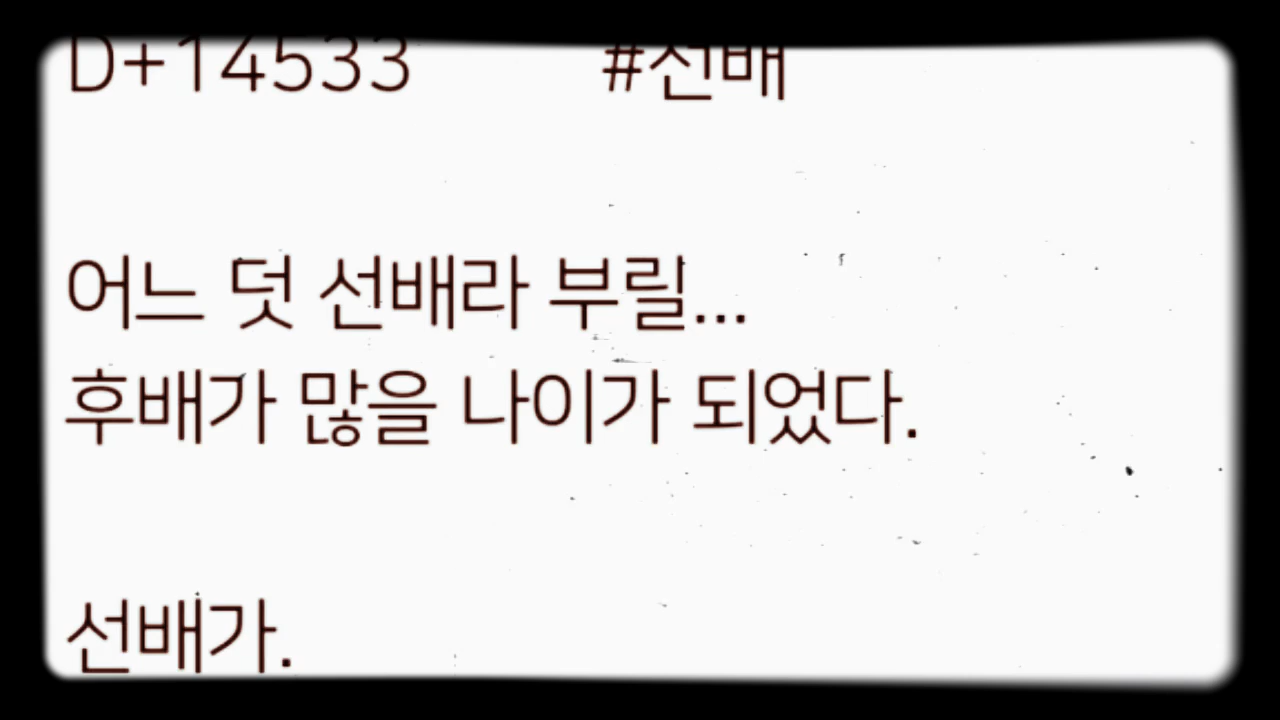 D+14533 #선배
어느 덧 선배라 부릴...
후배가 많을 나이가 되었다.
선배가.